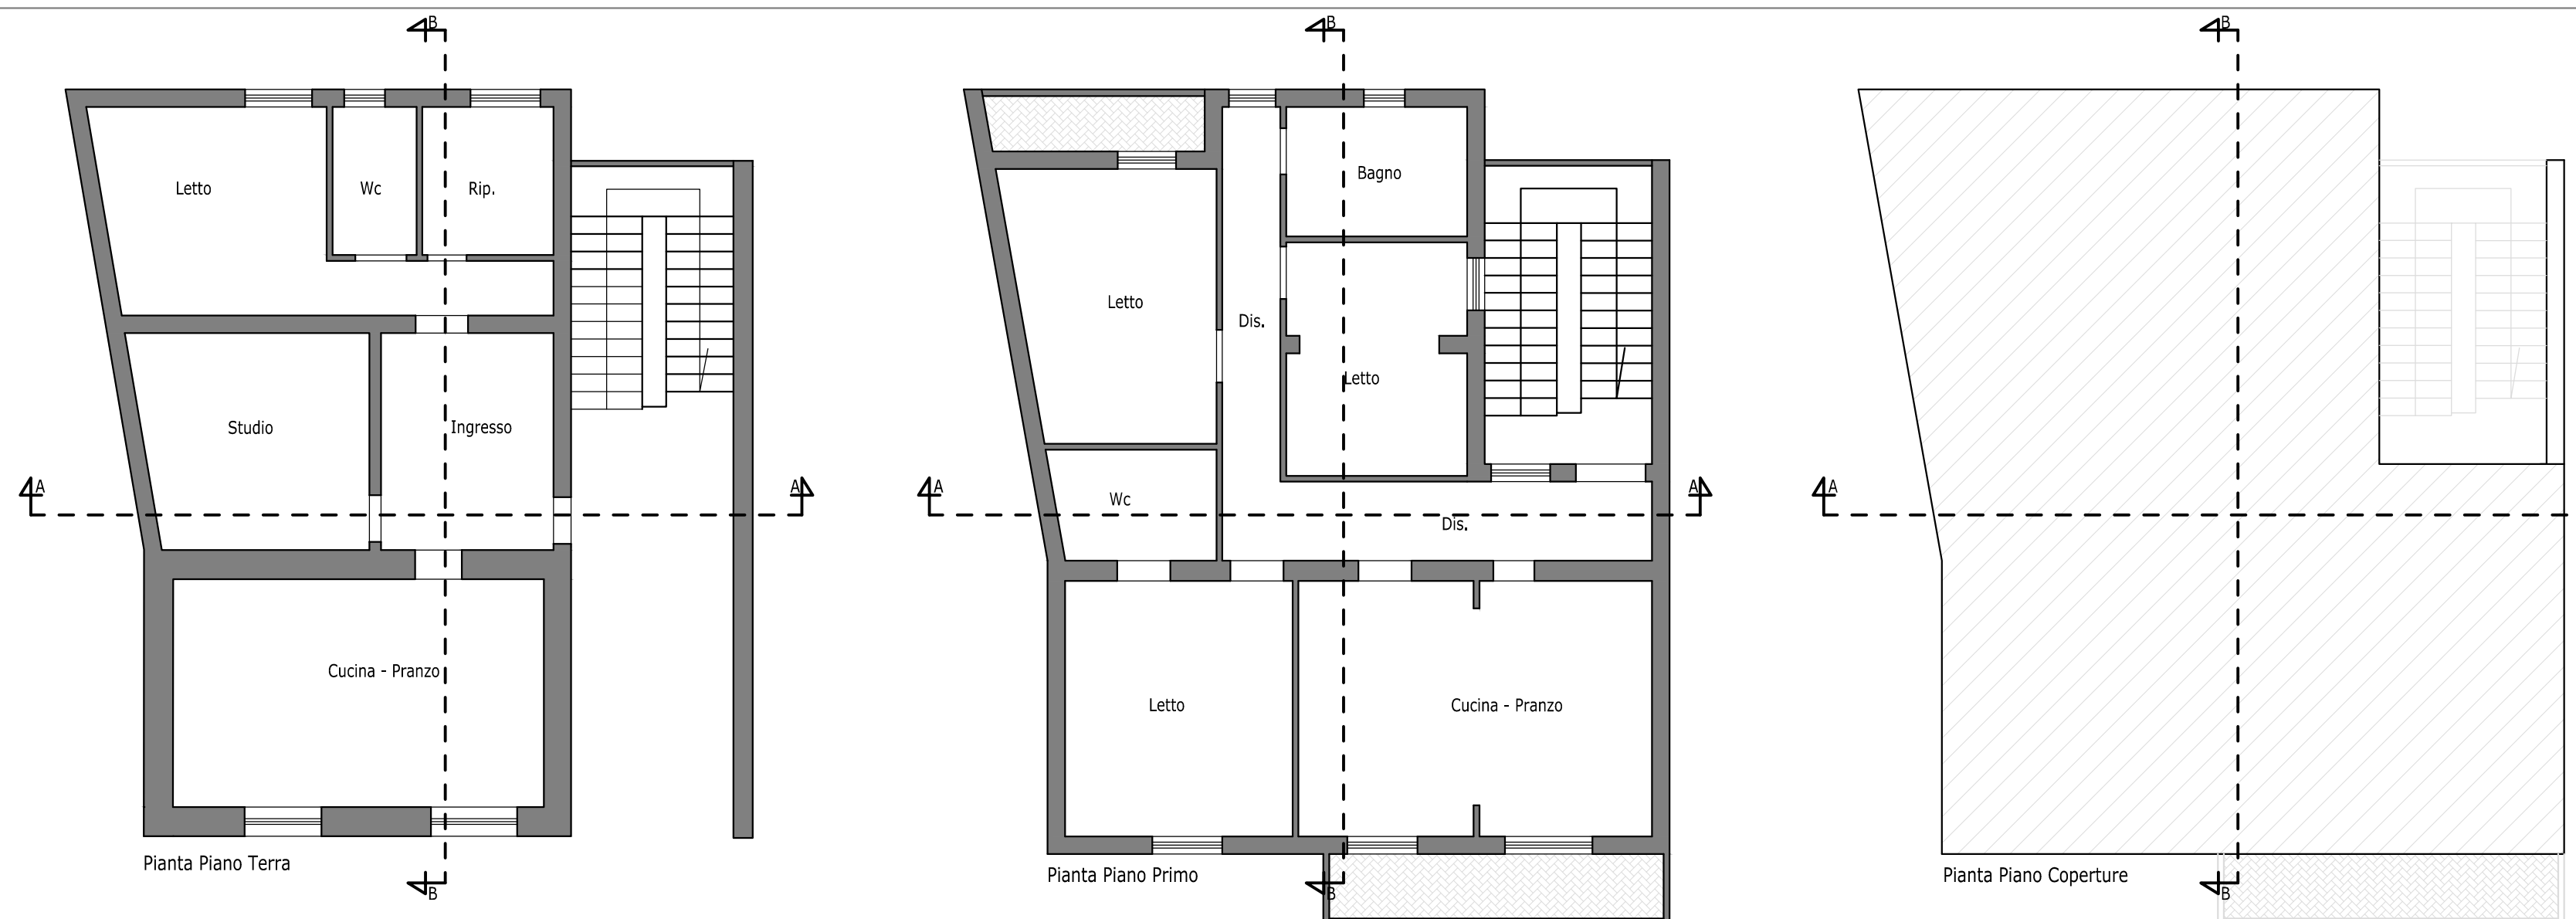 B
B
B
Letto
Wc
Rip.
Studio
Ingresso
A
A
Cucina - Pranzo
Pianta Piano Terra
B
Bagno
Letto
Dis.
Letto
A
Wc
A
Dis.
Letto
Cucina - Pranzo
Pianta Piano Primo
B
A
Pianta Piano Coperture
B